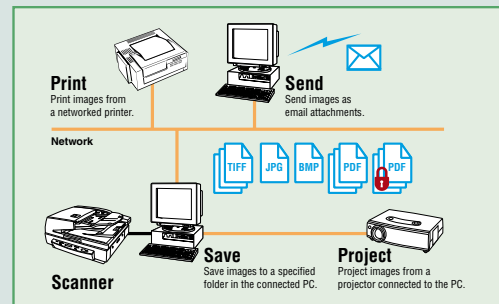 Print
Print images from
a networked printer.
Send
Send images as
email attachments.
Network
TIFF
JPG
BMP
PDF
PDF
Scanner
Save
Save images to a specified
folder in the connected PC.
Project
Project images from a
projector connected to the PC.